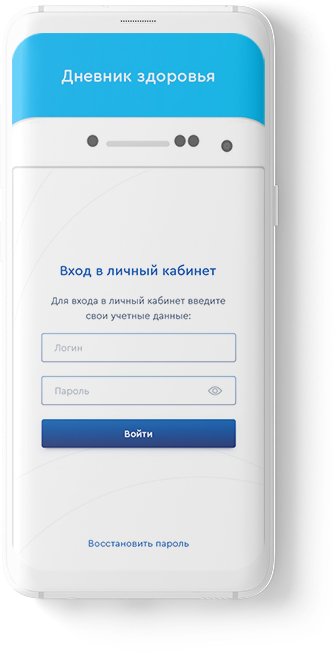 Дневник здоровья
Вход в личный кабинет
Для входа в личный кабинет введите
свои учетные данные:
Логин
Пароль
Войти
Восстановить пароль